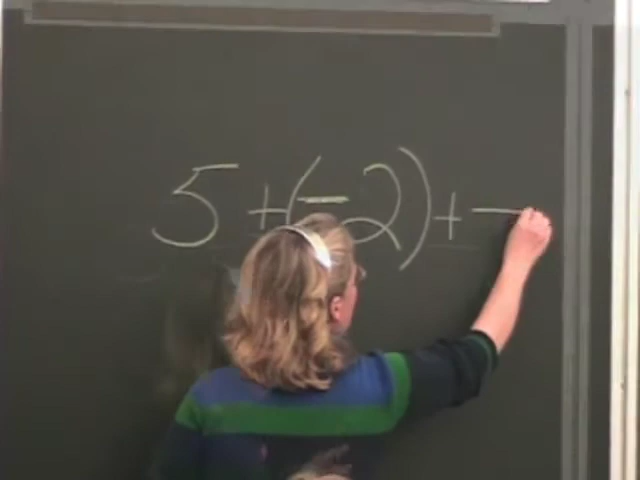 5 + (-2) + -